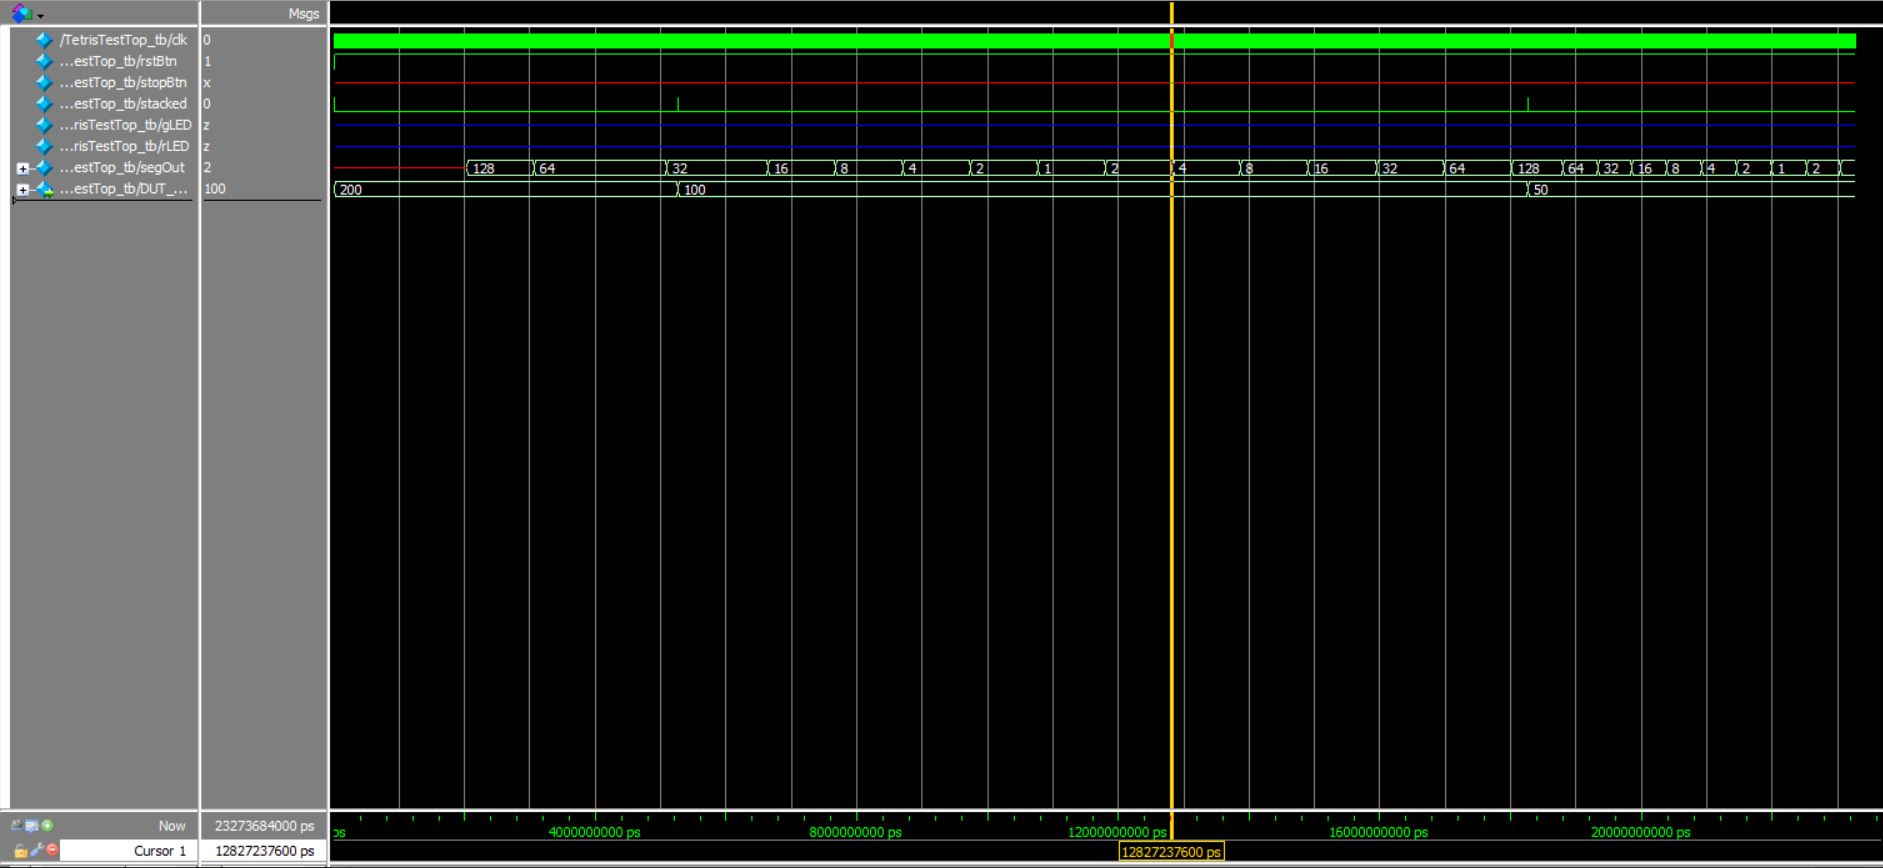 Msgs
/TetrisTestTop_tb/clk 0
...estTop_tb/rstBtn 1
...estTop_tb/stopBtn x
...estTop_tb/stacked 0
...risTestTop_tb/gLED z
...risTestTop_tb/rLED z
...estTop_tb/segOut 2 128 64 32 16 8 4 2 1 2 4 8 16 32 64 128 64 32 16 8 4 2 1 2
...estTop_tb/DUT_... 100 200 100 50
Now 23273684000 ps ps 4000000000 ps 8000000000 ps 12000000000 ps 16000000000 ps 20000000000 ps
Cursor 1 12827237600 ps 12827237600 ps